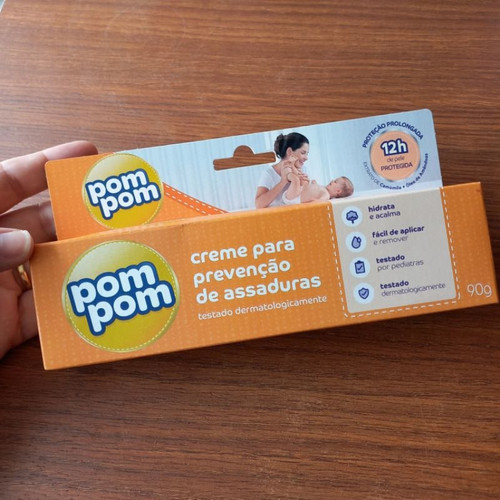 pom
pom
PROTEÇÃO PROLONGADA
12h
de pele
PROTEGIDA
pom
pom
creme para
prevenção
de assaduras
testado dermatologicamente
hidrata
e acalma
fácil de aplicar
e remover
testado
por pediatras
testado
dermatologicamente
90g